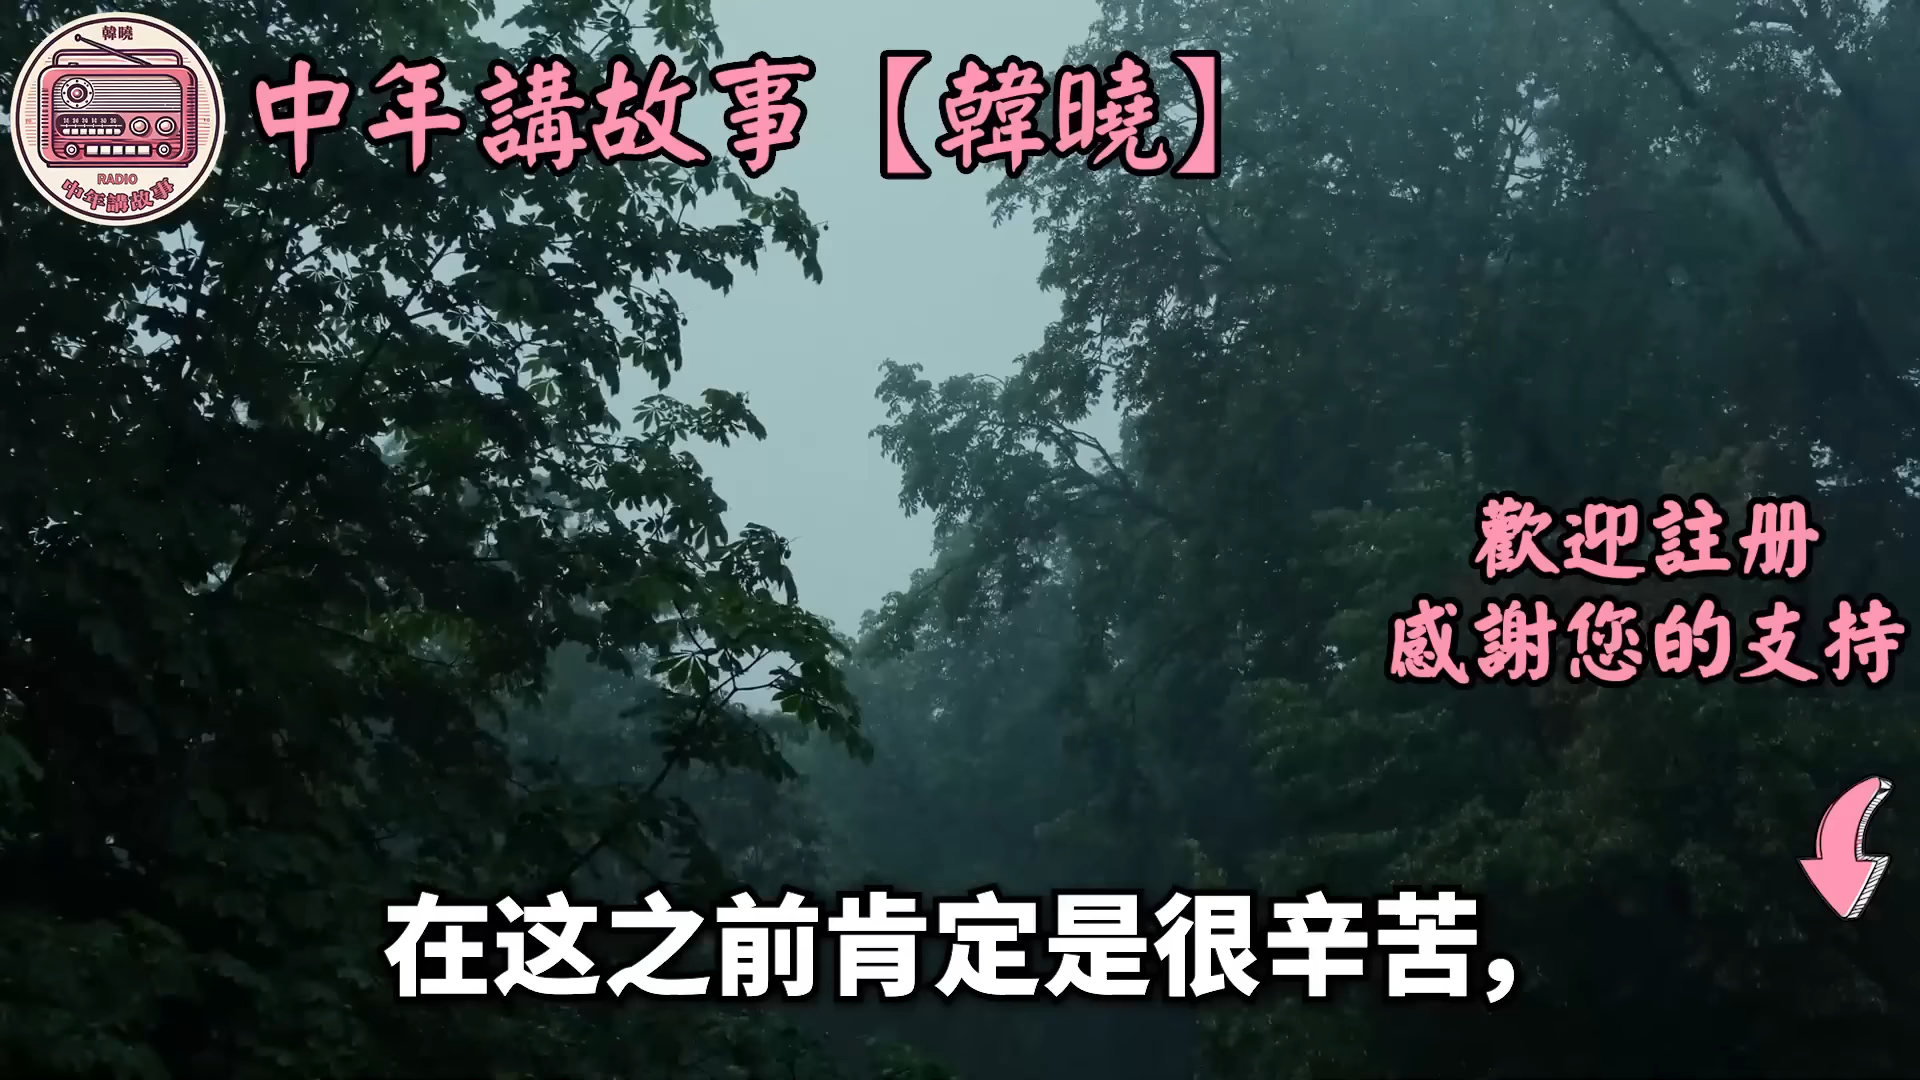 韓曉
RADIO
中年講故事
中年講故事【韓曉】
歡迎註册
感謝您的支持
在这之前肯定是很辛苦,